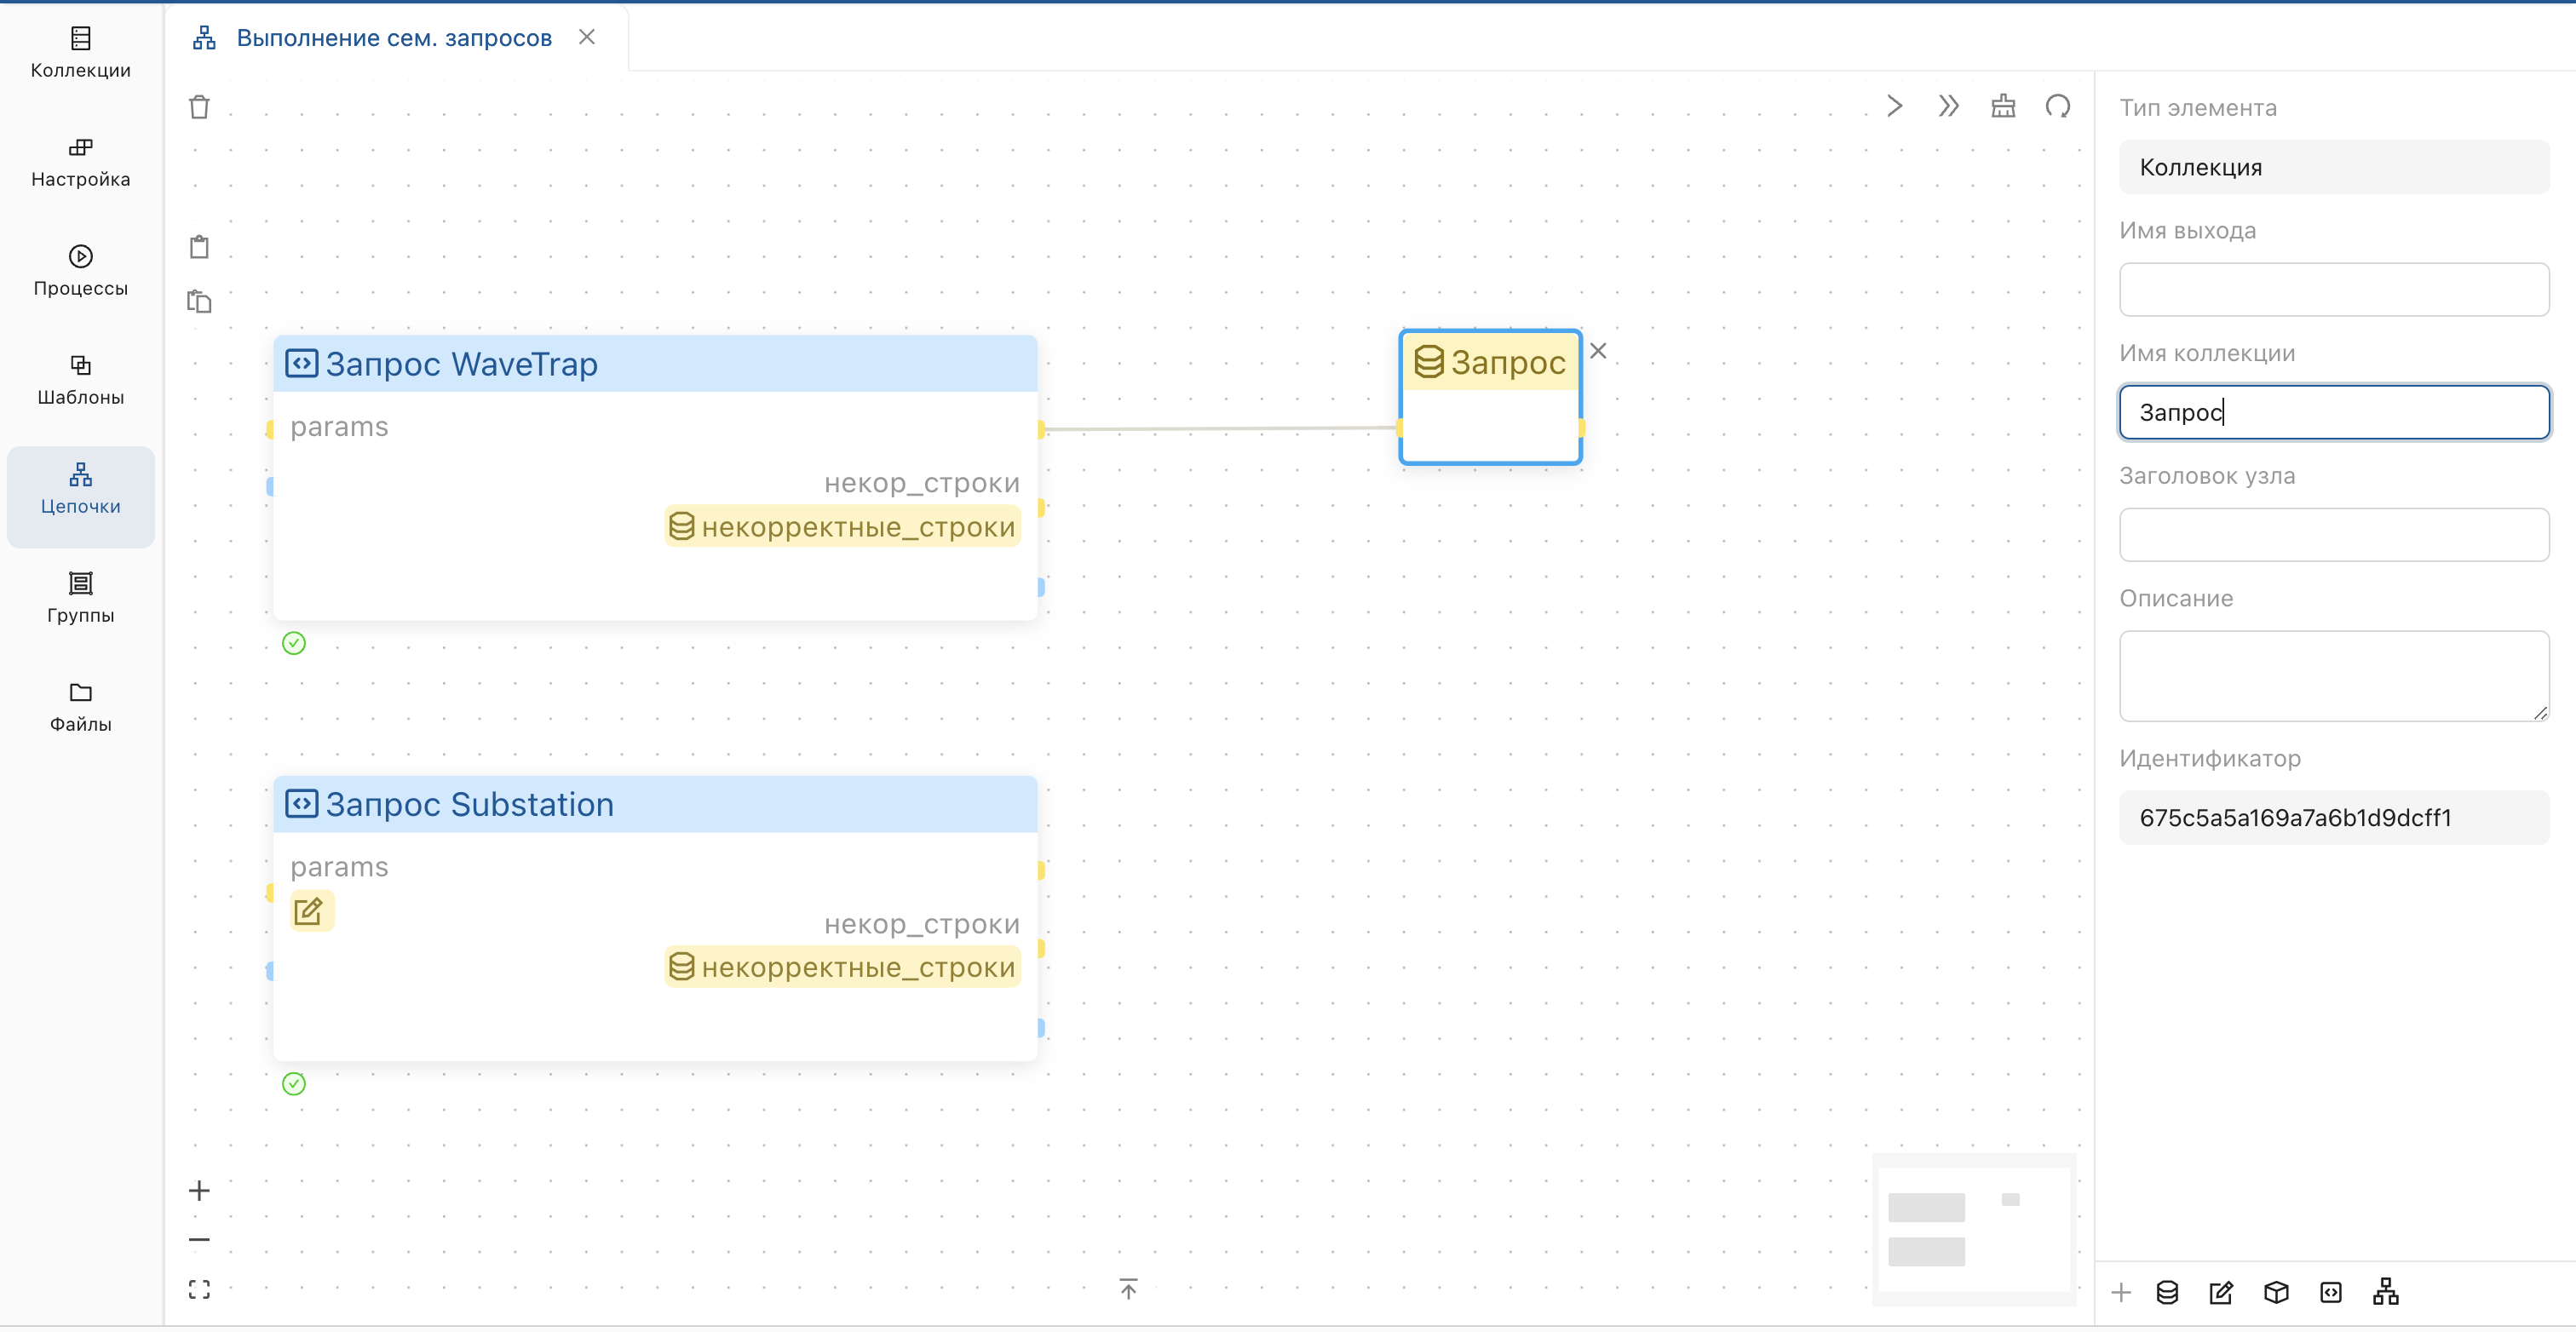 Коллекции
Настройка
Процессы
Шаблоны
Цепочки
Группы
Файлы
Выполнение сем. запросов
Запрос WaveTrap
params
некор_строки
некорректные_строки
Запрос
Запрос Substation
params
некор_строки
некорректные_строки
Тип элемента
Коллекция
Имя выхода
Имя коллекции
Запрос
Заголовок узла
Описание
Идентификатор
675c5a5a169a7a6b1d9dcff1